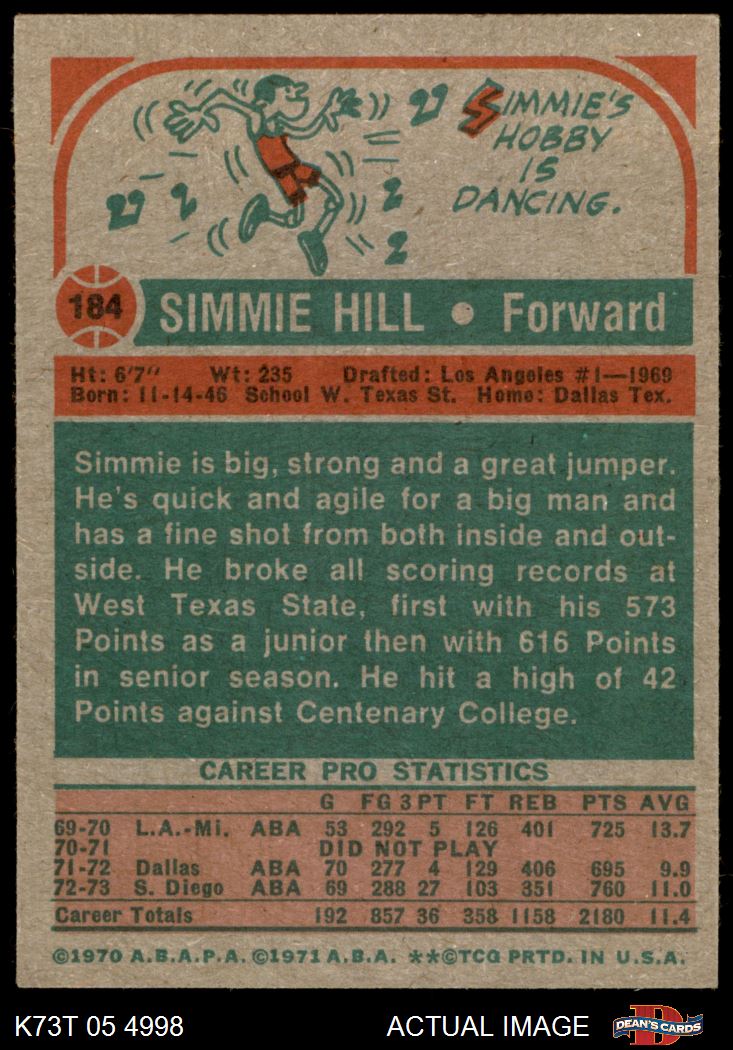 SIMMIE'S
HOBBY
IS
DANCING.
184 SIMMIE HILL • Forward
Ht: 6'7" Wt: 235 Drafted: Los Angeles #1—1969
Born: 11-14-46 School W. Texas St. Home: Dallas Tex.
Simmie is big, strong and a great jumper.
He's quick and agile for a big man and
has a fine shot from both inside and out-
side. He broke all scoring records at
West Texas State, first with his 573
Points as a junior then with 616 Points
in senior season. He hit a high of 42
Points against Centenary College.
CAREER PRO STATISTICS
G FG 3PT FT REB PTS AVG
69-70 L.A.-Mi. ABA 53 292 5 126 401 725 13.7
70-71 DID NOT PLAY
71-72 Dallas ABA 70 277 4 129 406 695 9.9
72-73 S. Diego ABA 69 288 27 103 351 760 11.0
Career Totals 192 857 36 358 1158 2180 11.4
©1970 A.B.A.P.A. ©1971 A.B.A. **©TCG PRTD. IN U.S.A.
K73T 05 4998 ACTUAL IMAGE D DEAN'S CARDS